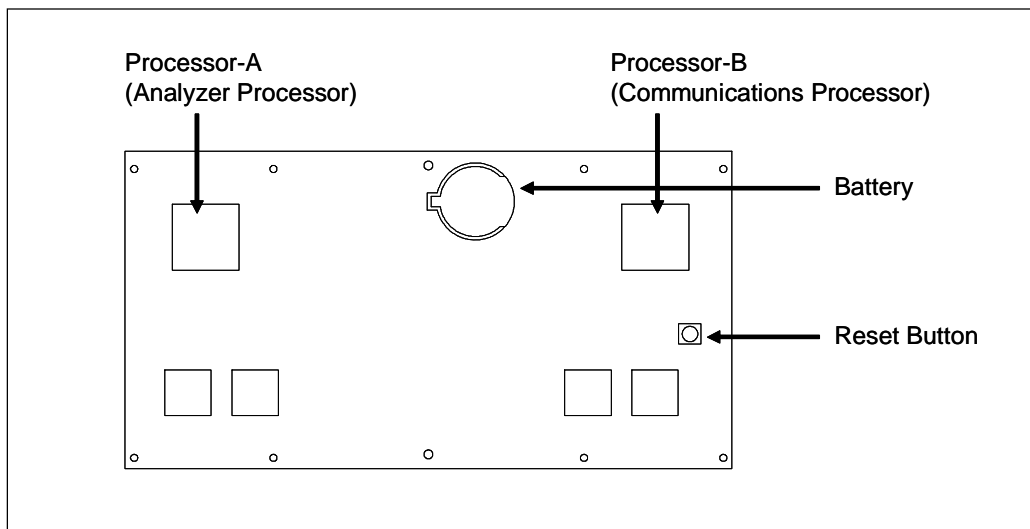 Processor-A
(Analyzer Processor)
Processor-B
(Communications Processor)
Battery
Reset Button